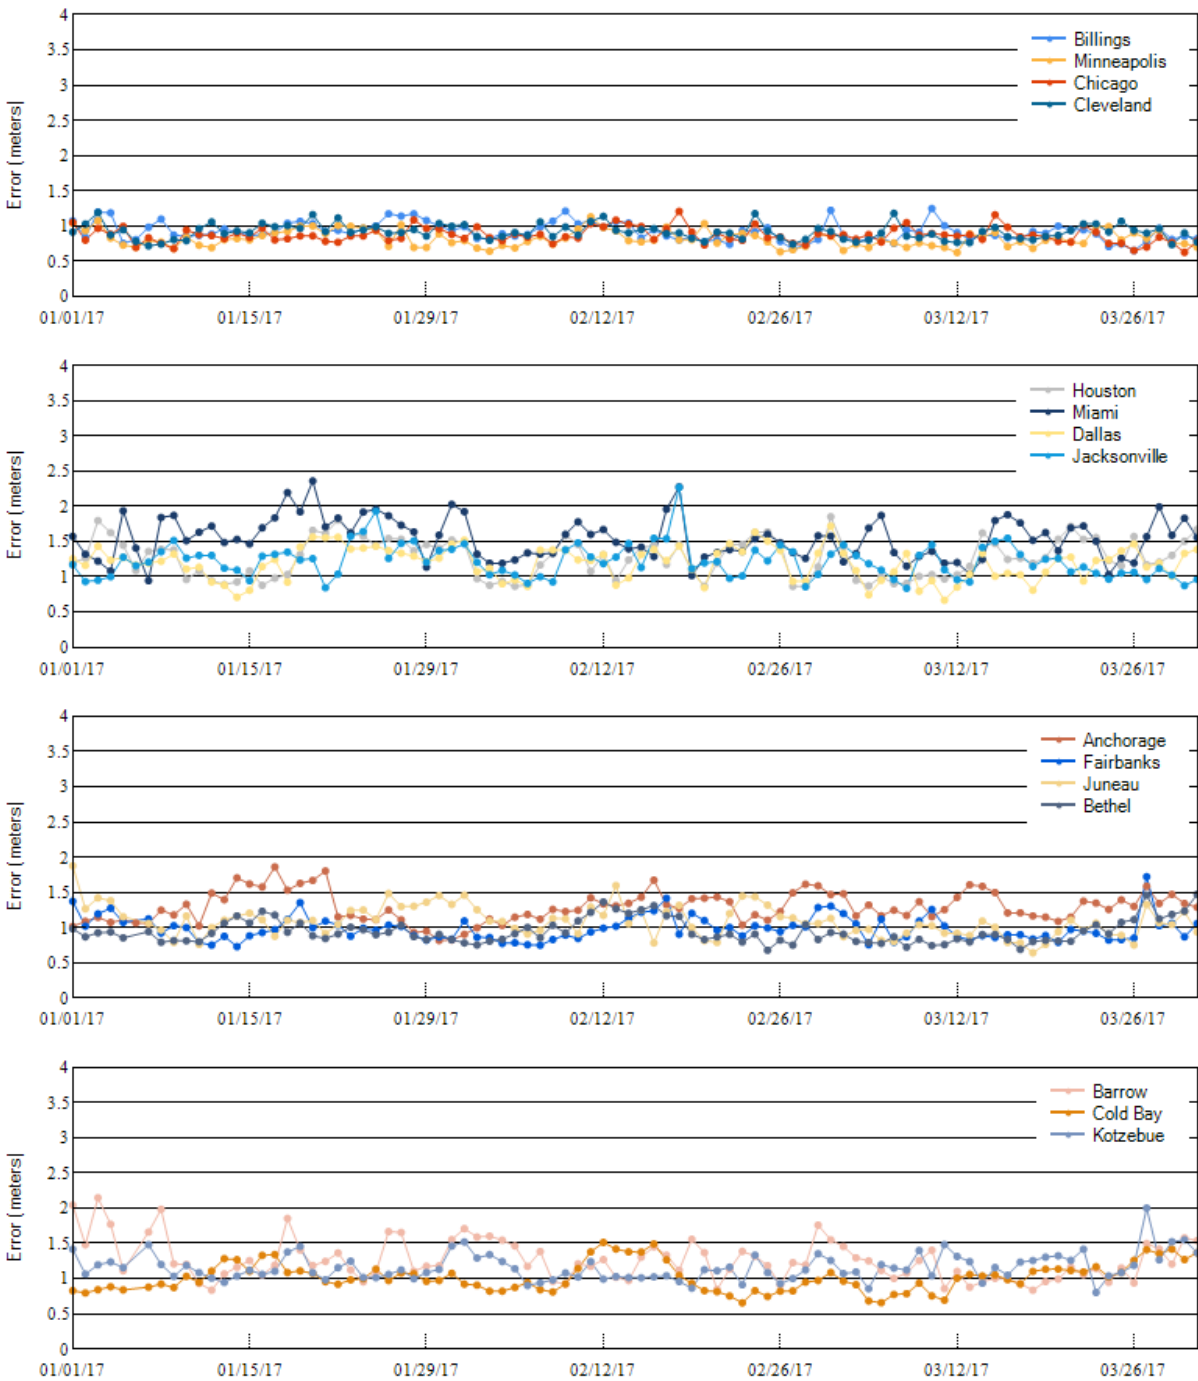 4
3.5
3
2.5
2
1.5
1
0.5
0
Error (meters|
Billings
Minneapolis
Chicago
Cleveland
01/01/17 01/15/17 01/29/17 02/12/17 02/26/17 03/12/17 03/26/17
4
3.5
3
2.5
2
1.5
1
0.5
0
Error (meters|
Houston
Miami
Dallas
Jacksonville
01/01/17 01/15/17 01/29/17 02/12/17 02/26/17 03/12/17 03/26/17
4
3.5
3
2.5
2
1.5
1
0.5
0
Error (meters|
Anchorage
Fairbanks
Juneau
Bethel
01/01/17 01/15/17 01/29/17 02/12/17 02/26/17 03/12/17 03/26/17
4
3.5
3
2.5
2
1.5
1
0.5
0
Error (meters|
Barrow
Cold Bay
Kotzebue
01/01/17 01/15/17 01/29/17 02/12/17 02/26/17 03/12/17 03/26/17